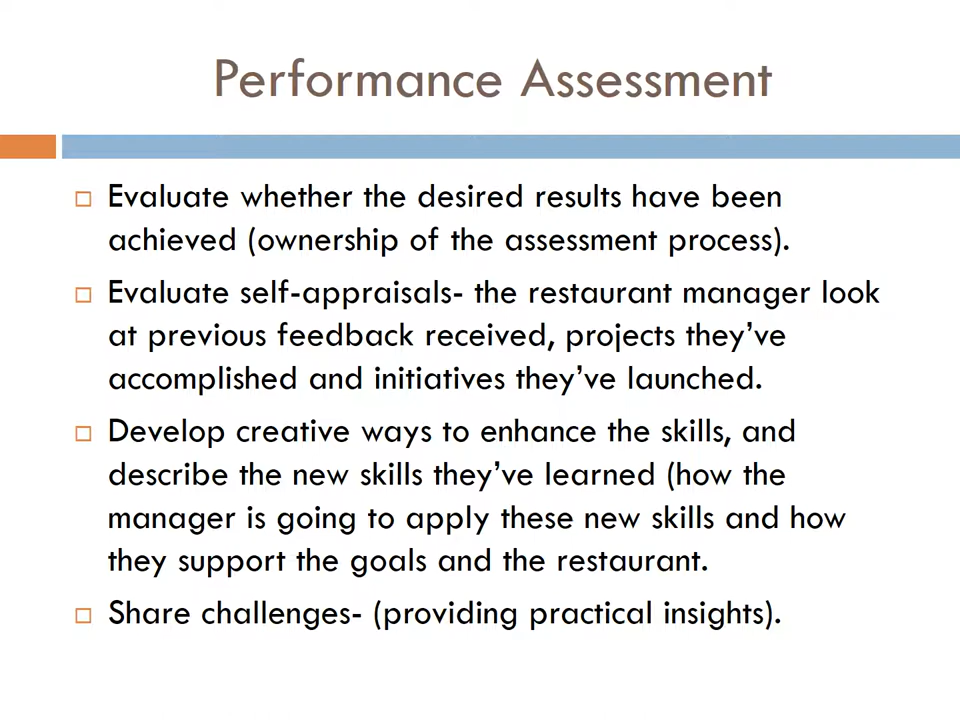 Performance Assessment
Evaluate whether the desired results have been
achieved (ownership of the assessment process).
Evaluate self-appraisals- the restaurant manager look
at previous feedback received, projects they’ve
accomplished and initiatives they’ve launched.
Develop creative ways to enhance the skills, and
describe the new skills they’ve learned (how the
manager is going to apply these new skills and how
they support the goals and the restaurant.
Share challenges- (providing practical insights).